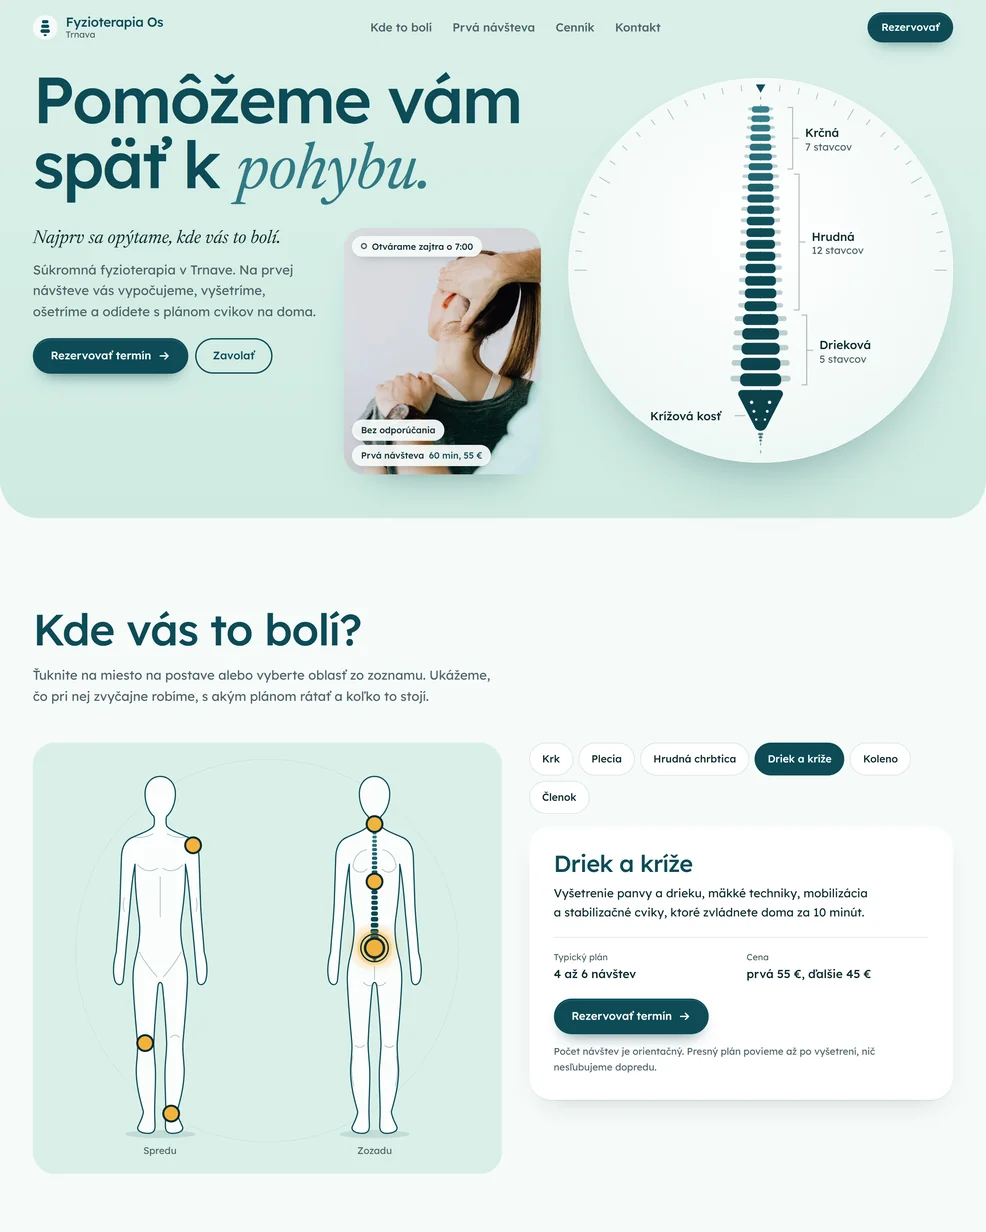 Fyzioterapia Os
Trnava
Kde to bolí
Prvá návšteva
Cenník
Kontakt
Rezervovať
Pomôžeme vám
späť k pohybu.
Najprv sa opýtame, kde vás to bolí.
Súkromná fyzioterapia v Trnave. Na prvej
návšteve vás vypočujeme, vyšetríme,
ošetríme a odídete s plánom cvikov na doma.
Rezervovať termín →
Zavolať
Otvárame zajtra o 7:00
Bez odporúčania
Prvá návšteva 60 min, 55 €
Krčná
7 stavcov
Hrudná
12 stavcov
Drieková
5 stavcov
Krížová kosť
Kde vás to bolí?
Ťuknite na miesto na postave alebo vyberte oblasť zo zoznamu. Ukážeme,
čo pri nej zvyčajne robíme, s akým plánom rátať a koľko to stojí.
Spredu
Zozadu
Krk
Plecia
Hrudná chrbtica
Driek a kríže
Koleno
Členok
Driek a kríže
Vyšetrenie panvy a drieku, mäkké techniky, mobilizácia
a stabilizačné cviky, ktoré zvládnete doma za 10 minút.
Typický plán
4 až 6 návštev
Cena
prvá 55 €, ďalšie 45 €
Rezervovať termín →
Počet návštev je orientačný. Presný plán povieme až po vyšetrení, nič
nesľubujeme dopredu.